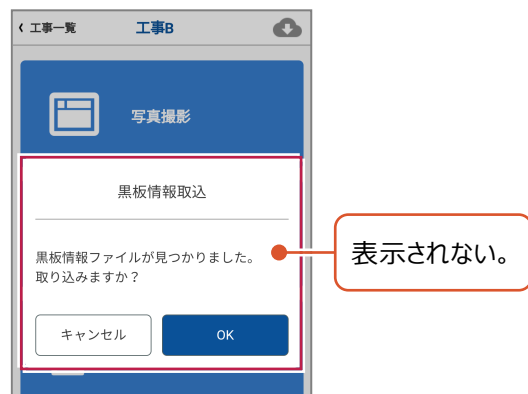 ‹ 工事一覧
工事B
写真撮影
黒板情報取込
黒板情報ファイルが見つかりました。
取り込みますか？
キャンセル
OK
表示されない。